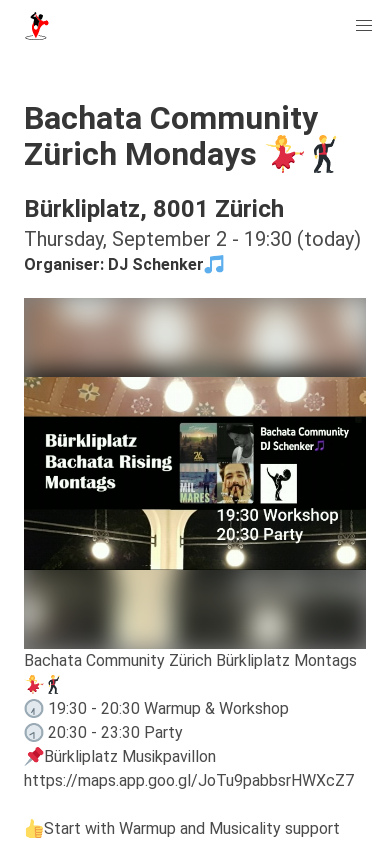 Bachata Community
Zürich Mondays 💃🕺
Bürkliplatz, 8001 Zürich
Thursday, September 2 - 19:30 (today)
Organiser: DJ Schenker🎵
Bürkliplatz
Bachata Rising
Montags
MIL
MARES
Bachata Community
DJ Schenker🎵
19:30 Workshop
20:30 Party
Bachata Community Zürich Bürkliplatz Montags
💃🕺
🕢 19:30 - 20:30 Warmup & Workshop
🕣 20:30 - 23:30 Party
📌Bürkliplatz Musikpavillon
https://maps.app.goo.gl/JoTu9pabbsrHWXcZ7
👍Start with Warmup and Musicality support